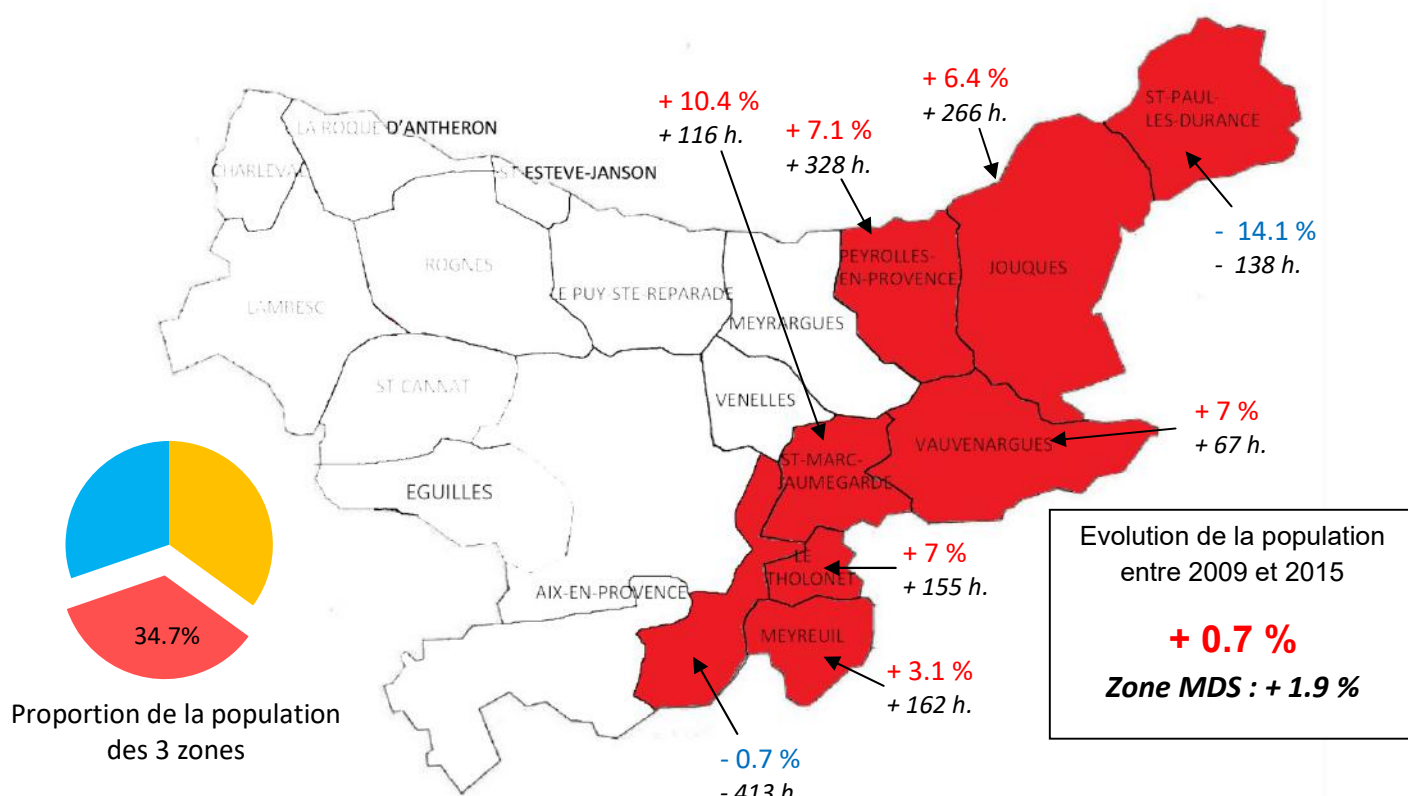 + 6.4 %
+ 266 h.
ST-PAUL-
LES-DURANCE
+ 10.4 %
+ 116 h.
+ 7.1 %
+ 328 h.
LA ROQUE D'ANTHERON
CHARLEVAL
ST-ESTEVE-JANSON
- 14.1 %
- 138 h.
PEYROLLES-
EN-PROVENCE
JOUQUES
ROGNES
LE PUY-STE-REPARADE
LAMBESC
MEYRARGUES
ST-CANNAT
VENELLES
+ 7 %
+ 67 h.
VAUVENARGUES
ST-MARC-
JAUMEGARDE
EGUILLES
LE
THOLONET
+ 7 %
+ 155 h.
AIX-EN-PROVENCE
MEYREUIL
+ 3.1 %
+ 162 h.
- 0.7 %
- 413 h.
34.7%
Proportion de la population
des 3 zones
Evolution de la population
entre 2009 et 2015
+ 0.7 %
Zone MDS : + 1.9 %